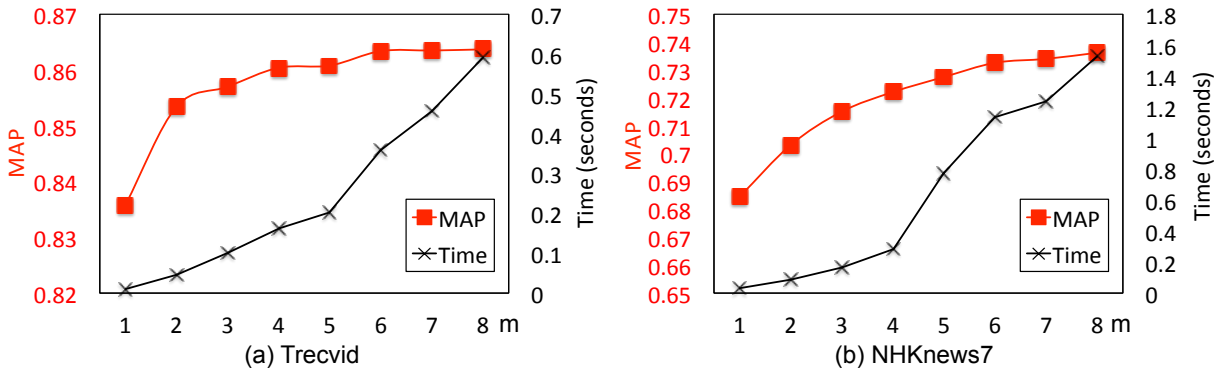 MAP
0.87
0.86
0.85
0.84
0.83
0.82
0.7
0.6
0.5
0.4
0.3
0.2
0.1
0
Time (seconds)
MAP
Time
1 2 3 4 5 6 7 8 m
(a) Trecvid
MAP
0.75
0.74
0.73
0.72
0.71
0.7
0.69
0.68
0.67
0.66
0.65
1.8
1.6
1.4
1.2
1
0.8
0.6
0.4
0.2
0
Time (seconds)
MAP
Time
1 2 3 4 5 6 7 8 m
(b) NHKnews7